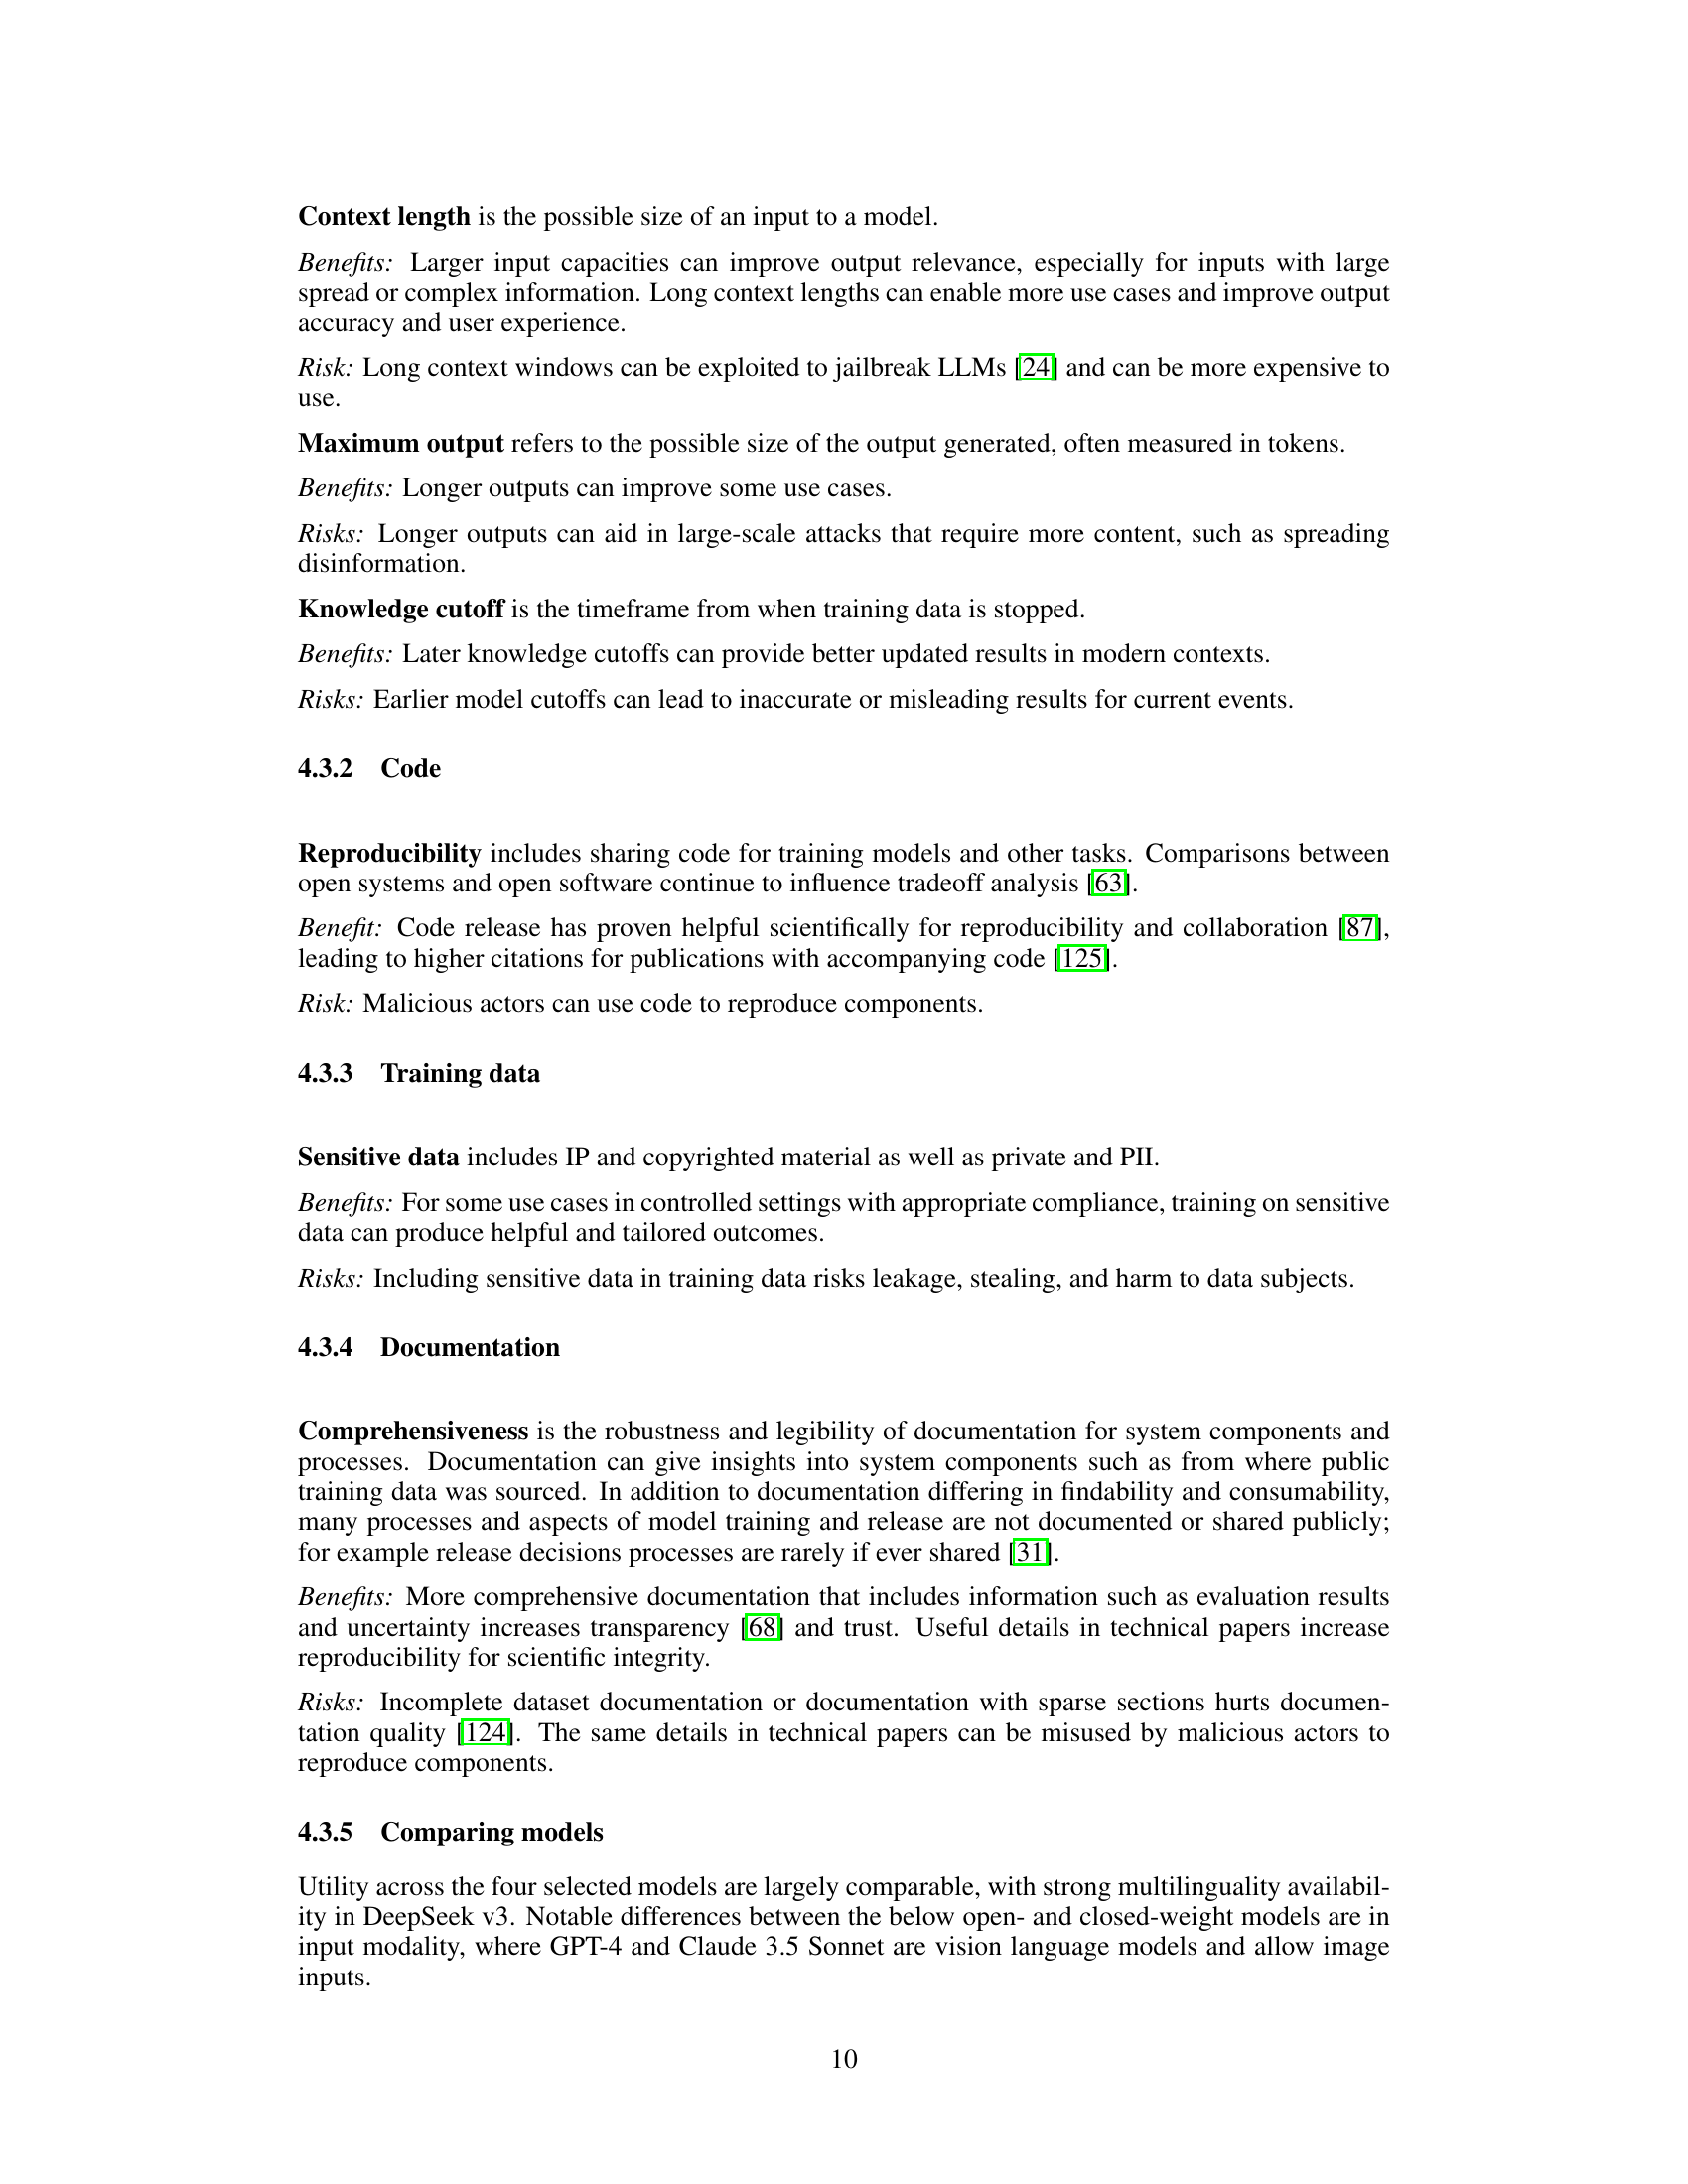 Context length is the possible size of an input to a model.
Benefits: Larger input capacities can improve output relevance, especially for inputs with large
spread or complex information. Long context lengths can enable more use cases and improve output
accuracy and user experience.
Risk: Long context windows can be exploited to jailbreak LLMs [24] and can be more expensive to
use.
Maximum output refers to the possible size of the output generated, often measured in tokens.
Benefits: Longer outputs can improve some use cases.
Risks: Longer outputs can aid in large-scale attacks that require more content, such as spreading
disinformation.
Knowledge cutoff is the timeframe from when training data is stopped.
Benefits: Later knowledge cutoffs can provide better updated results in modern contexts.
Risks: Earlier model cutoffs can lead to inaccurate or misleading results for current events.
4.3.2 Code
Reproducibility includes sharing code for training models and other tasks. Comparisons between
open systems and open software continue to influence tradeoff analysis [63].
Benefit: Code release has proven helpful scientifically for reproducibility and collaboration [87],
leading to higher citations for publications with accompanying code [125].
Risk: Malicious actors can use code to reproduce components.
4.3.3 Training data
Sensitive data includes IP and copyrighted material as well as private and PII.
Benefits: For some use cases in controlled settings with appropriate compliance, training on sensitive
data can produce helpful and tailored outcomes.
Risks: Including sensitive data in training data risks leakage, stealing, and harm to data subjects.
4.3.4 Documentation
Comprehensiveness is the robustness and legibility of documentation for system components and
processes. Documentation can give insights into system components such as from where public
training data was sourced. In addition to documentation differing in findability and consumability,
many processes and aspects of model training and release are not documented or shared publicly;
for example release decisions processes are rarely if ever shared [31].
Benefits: More comprehensive documentation that includes information such as evaluation results
and uncertainty increases transparency [68] and trust. Useful details in technical papers increase
reproducibility for scientific integrity.
Risks: Incomplete dataset documentation or documentation with sparse sections hurts documen-
tation quality [124]. The same details in technical papers can be misused by malicious actors to
reproduce components.
4.3.5 Comparing models
Utility across the four selected models are largely comparable, with strong multilinguality availabil-
ity in DeepSeek v3. Notable differences between the below open- and closed-weight models are in
input modality, where GPT-4 and Claude 3.5 Sonnet are vision language models and allow image
inputs.
10